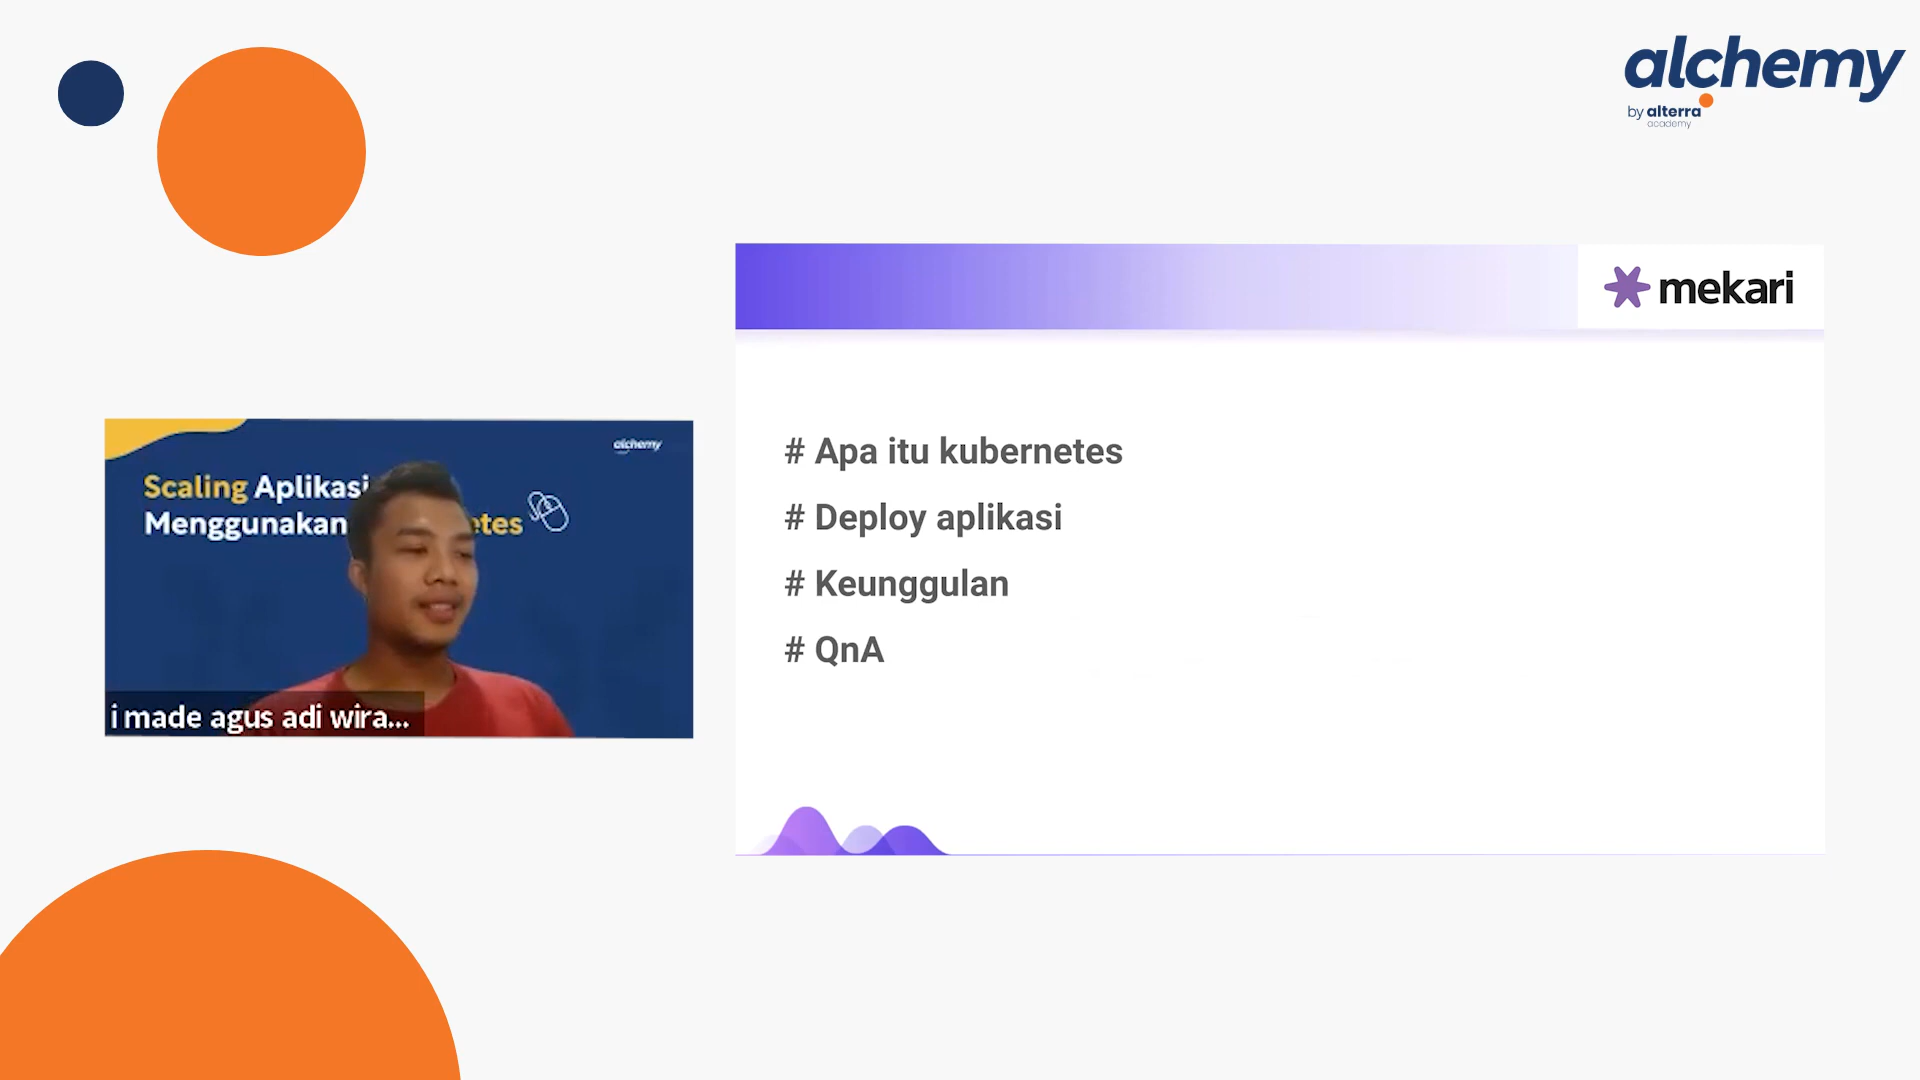 alchemy
by alterra
academy
mekari
# Apa itu kubernetes
# Deploy aplikasi
# Keunggulan
# QnA
alchemy
Scaling Aplikasi
Menggunakan etes
i made agus adi wira...